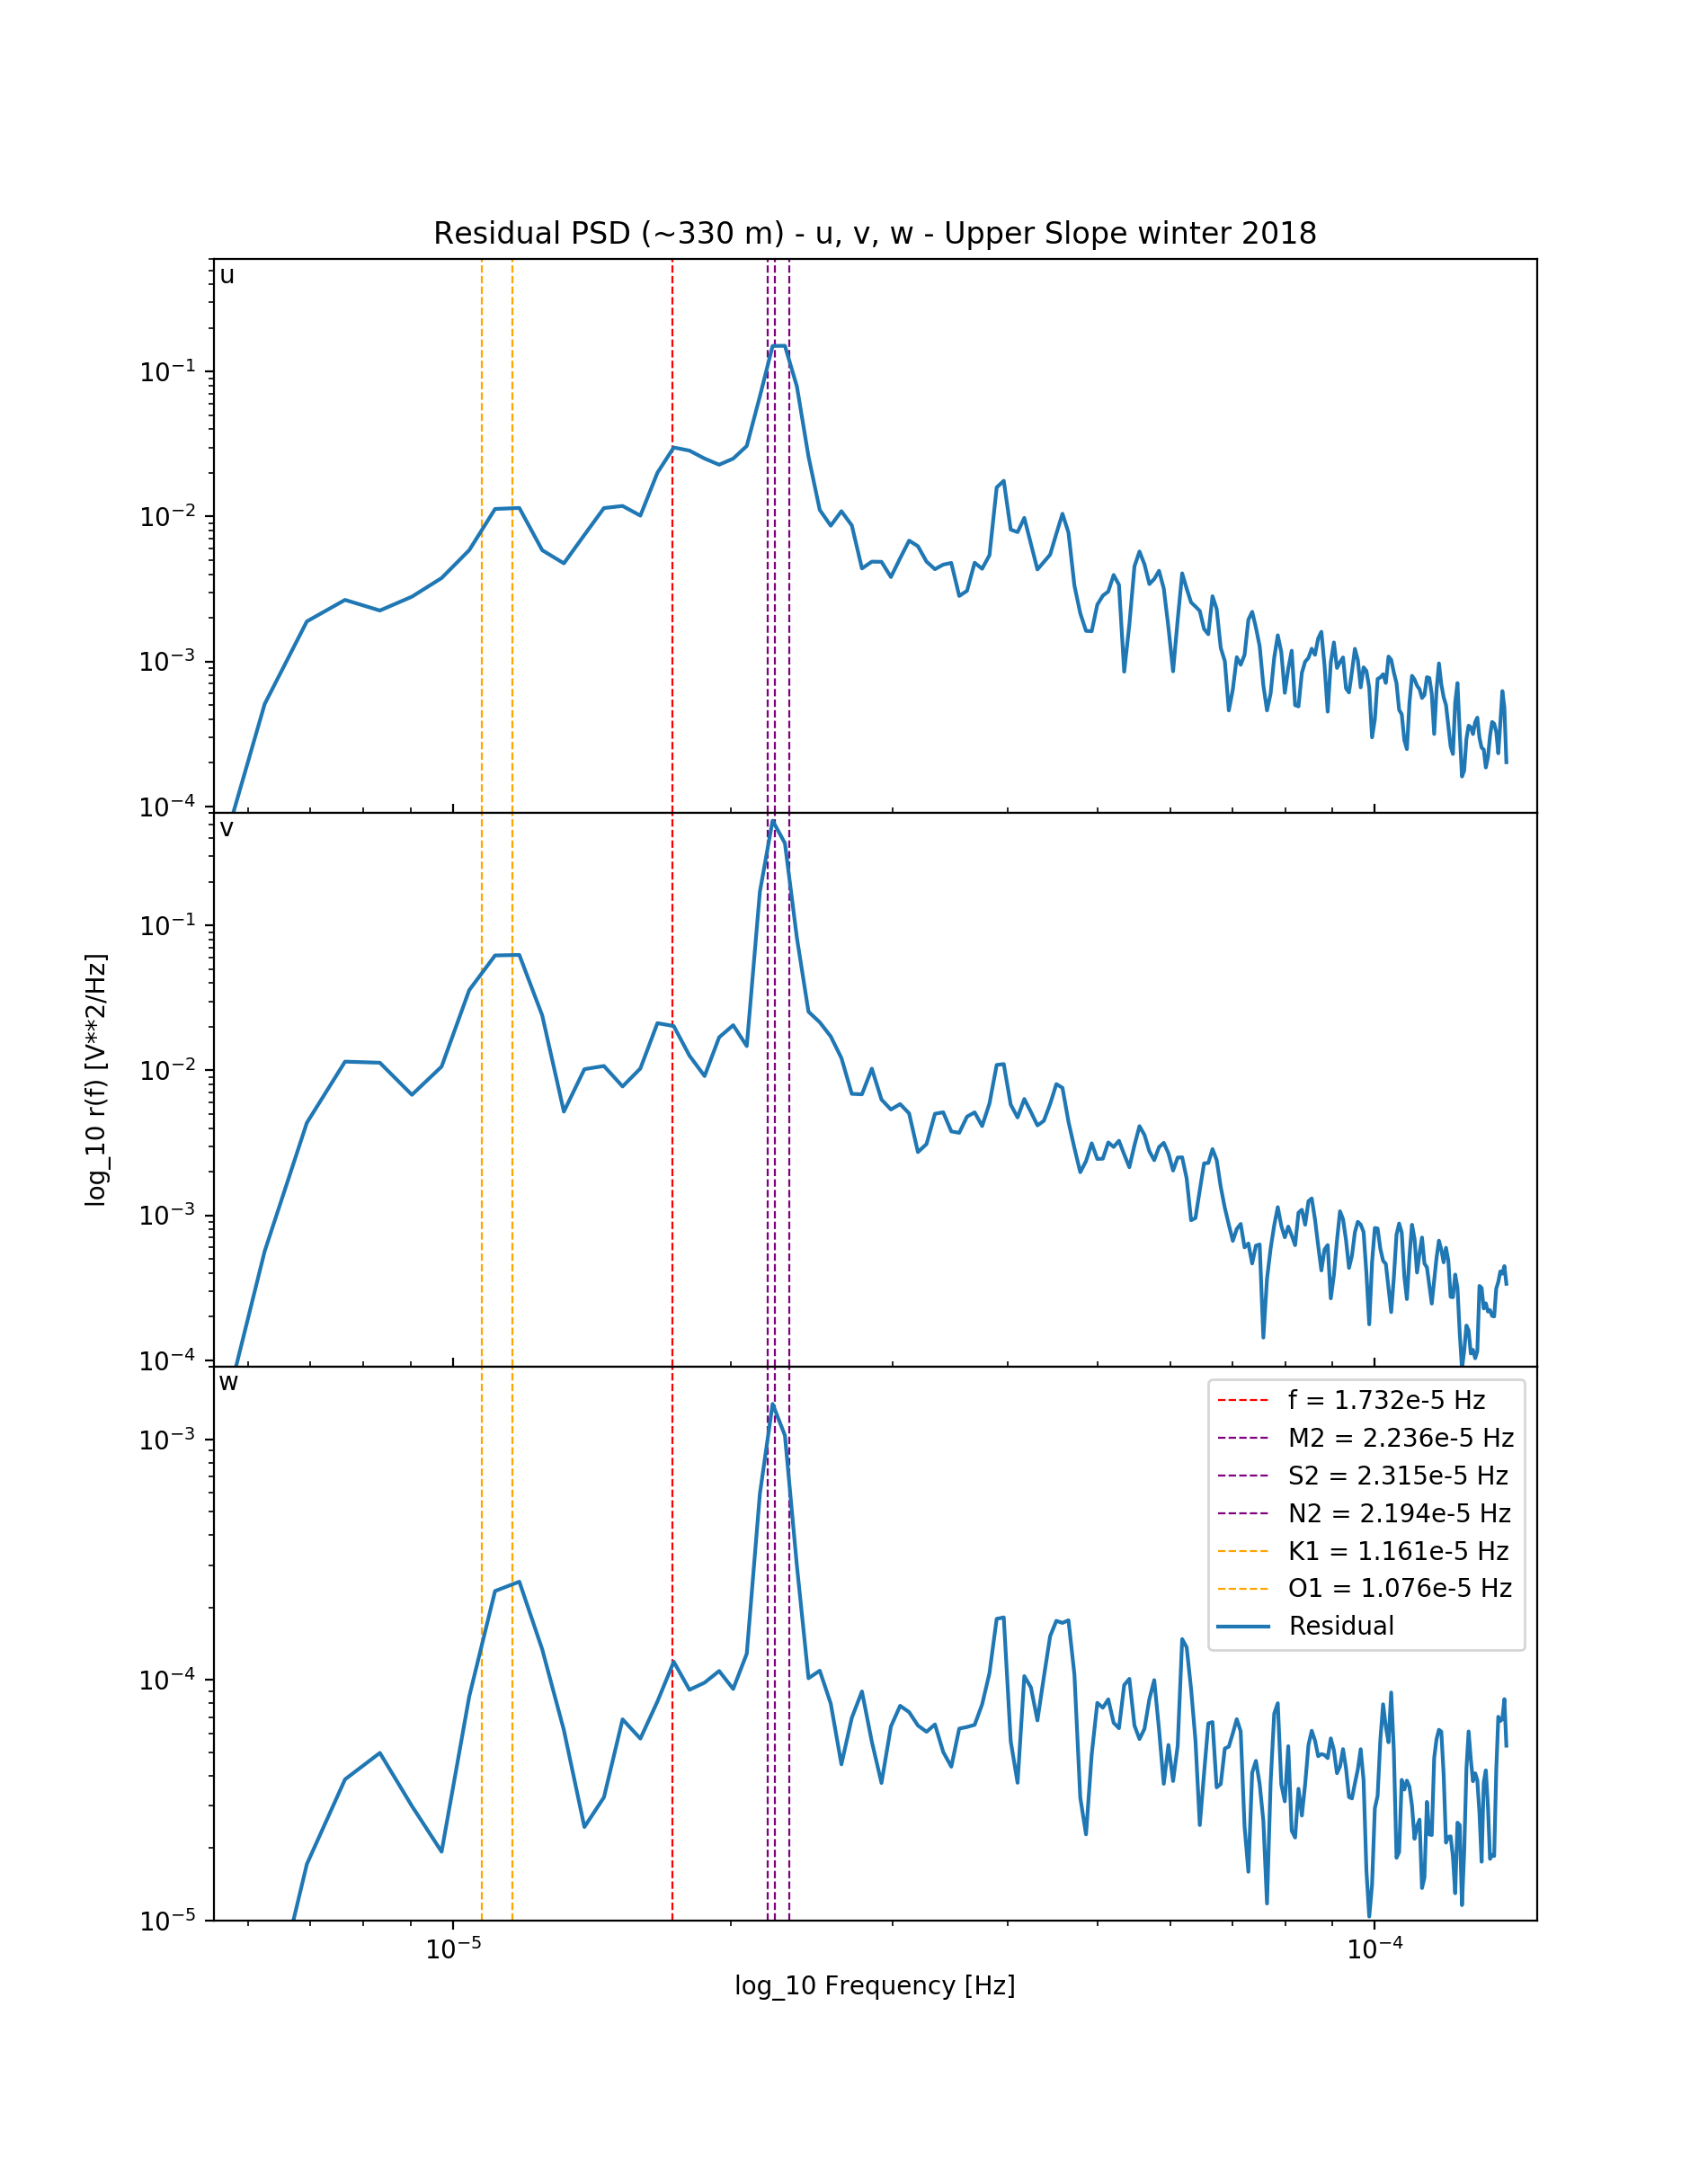 Residual PSD (~330 m) - u, v, w - Upper Slope winter 2018
u
10⁻¹
10⁻²
10⁻³
10⁻⁴
v
10⁻¹
10⁻²
10⁻³
10⁻⁴
log_10 r(f) [V**2/Hz]
w
10⁻³
10⁻⁴
10⁻⁵
f = 1.732e-5 Hz
M2 = 2.236e-5 Hz
S2 = 2.315e-5 Hz
N2 = 2.194e-5 Hz
K1 = 1.161e-5 Hz
O1 = 1.076e-5 Hz
Residual
10⁻⁵ 10⁻⁴
log_10 Frequency [Hz]